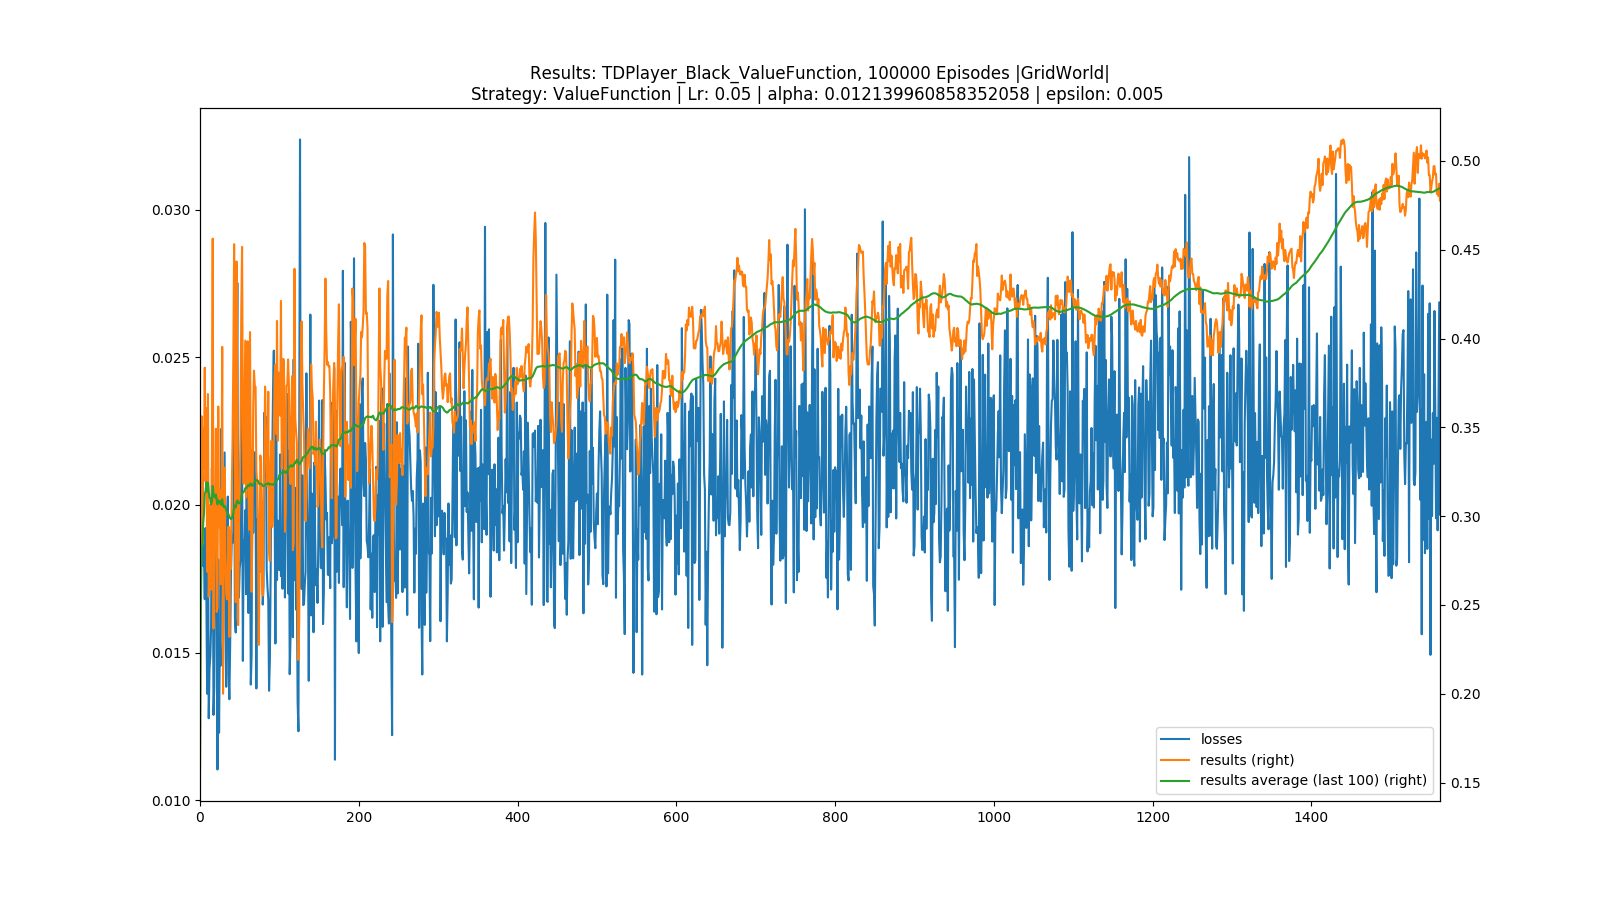 Results: TDPlayer_Black_ValueFunction, 100000 Episodes |GridWorld|
Strategy: ValueFunction | Lr: 0.05 | alpha: 0.012139960858352058 | epsilon: 0.005
0.030
0.025
0.020
0.015
0.010
0.50
0.45
0.40
0.35
0.30
0.25
0.20
0.15
losses
results (right)
results average (last 100) (right)
0 200 400 600 800 1000 1200 1400